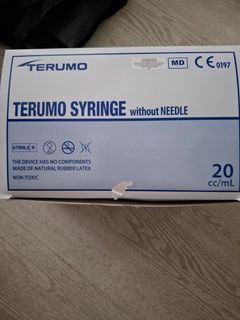 TERUMO
MD CE 0197
TERUMO SYRINGE without NEEDLE
STERILE R
THE DEVICE HAS NO COMPONENTS
MADE OF NATURAL RUBBER LATEX
NON-TOXIC
20
cc/mL